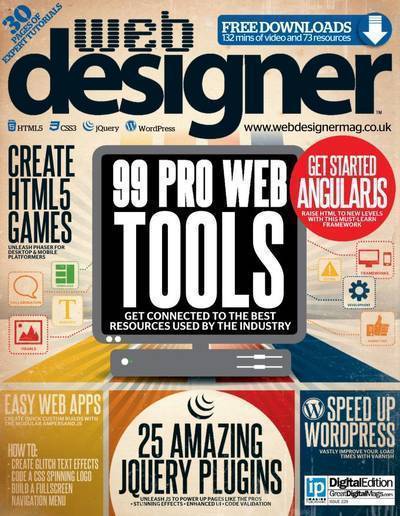 30
PAGES OF
EXPERT TUTORIALS
FREE DOWNLOADS
132 mins of video and 73 resources
web
designer
™
HTML5 CSS3 jQuery WordPress
www.webdesignermag.co.uk
CREATE
HTML5
GAMES
UNLEASH PHASER FOR
DESKTOP & MOBILE
PLATFORMERS
99 PRO WEB
TOOLS
GET CONNECTED TO THE BEST
RESOURCES USED BY THE INDUSTRY
GET STARTED
ANGULARJS
RAISE HTML TO NEW LEVELS
WITH THIS MUST-LEARN
FRAMEWORK
COLLABORATION
T
FRAMEWORKS
DEVELOPMENT
EASY WEB APPS
CREATE QUICK CUSTOM BUILDS WITH
THE MODULAR AMPERSAND.JS
HOW TO:
- CREATE GLITCH TEXT EFFECTS
- CODE A CSS SPINNING LOGO
- BUILD A FULLSCREEN
NAVIGATION MENU
25 AMAZING
JQUERY PLUGINS
UNLEASH JS TO POWER UP PAGES LIKE THE PROS
• STUNNING EFFECTS • ENHANCED UI • CODE VALIDATION
SPEED UP
WORDPRESS
VASTLY IMPROVE YOUR LOAD
TIMES WITH VARNISH
ip
IMAGINE
DigitalEdition
GreatDigitalMags.com
ISSUE 229